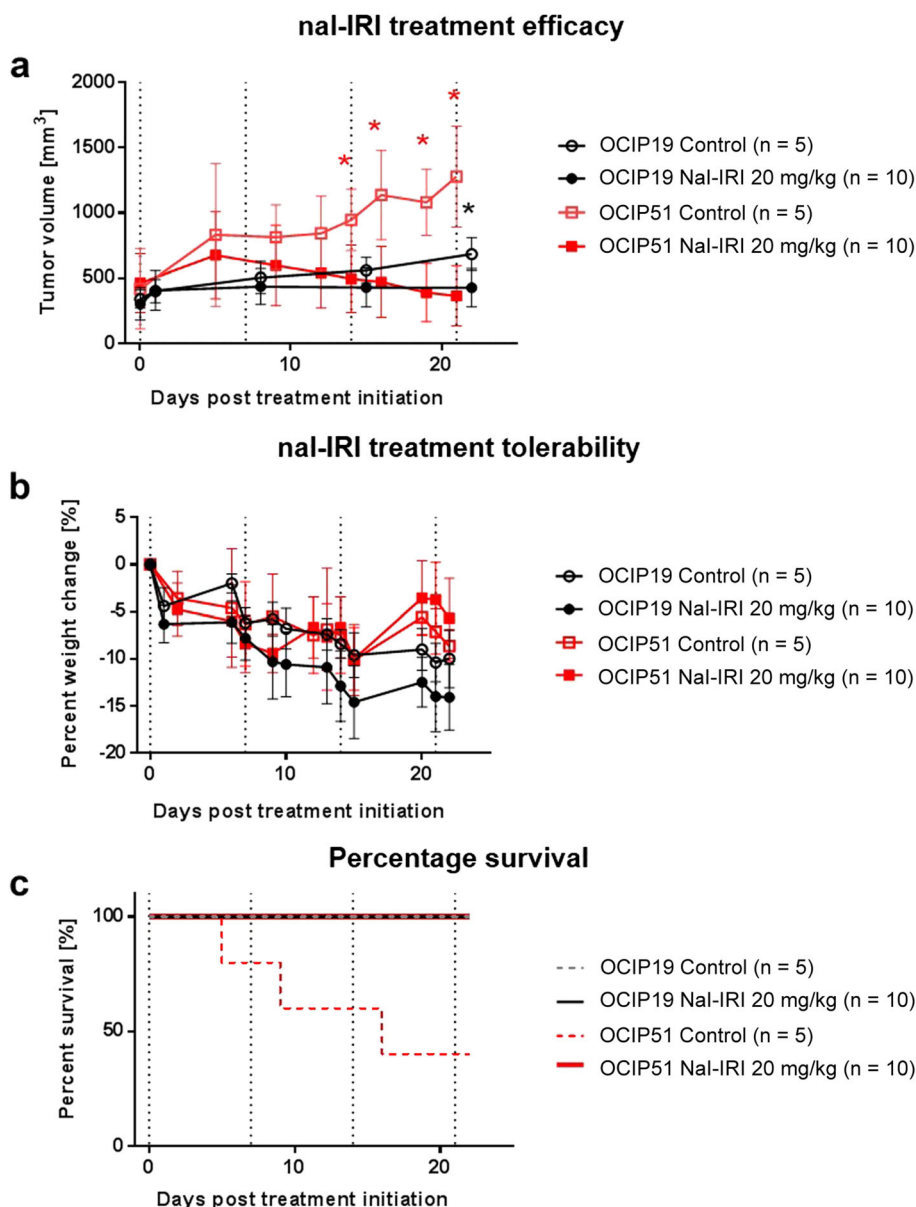 nal-IRI treatment efficacy
a
Tumor volume [mm³]
2000
1500
1000
500
0
*
*
*
*
*
0
10
20
Days post treatment initiation
OCIP19 Control (n = 5)
OCIP19 Nal-IRI 20 mg/kg (n = 10)
OCIP51 Control (n = 5)
OCIP51 Nal-IRI 20 mg/kg (n = 10)
nal-IRI treatment tolerability
b
Percent weight change [%]
5
0
-5
-10
-15
-20
0
10
20
Days post treatment initiation
OCIP19 Control (n = 5)
OCIP19 Nal-IRI 20 mg/kg (n = 10)
OCIP51 Control (n = 5)
OCIP51 Nal-IRI 20 mg/kg (n = 10)
Percentage survival
c
Percent survival [%]
100
50
0
0
10
20
Days post treatment initiation
OCIP19 Control (n = 5)
OCIP19 Nal-IRI 20 mg/kg (n = 10)
OCIP51 Control (n = 5)
OCIP51 Nal-IRI 20 mg/kg (n = 10)